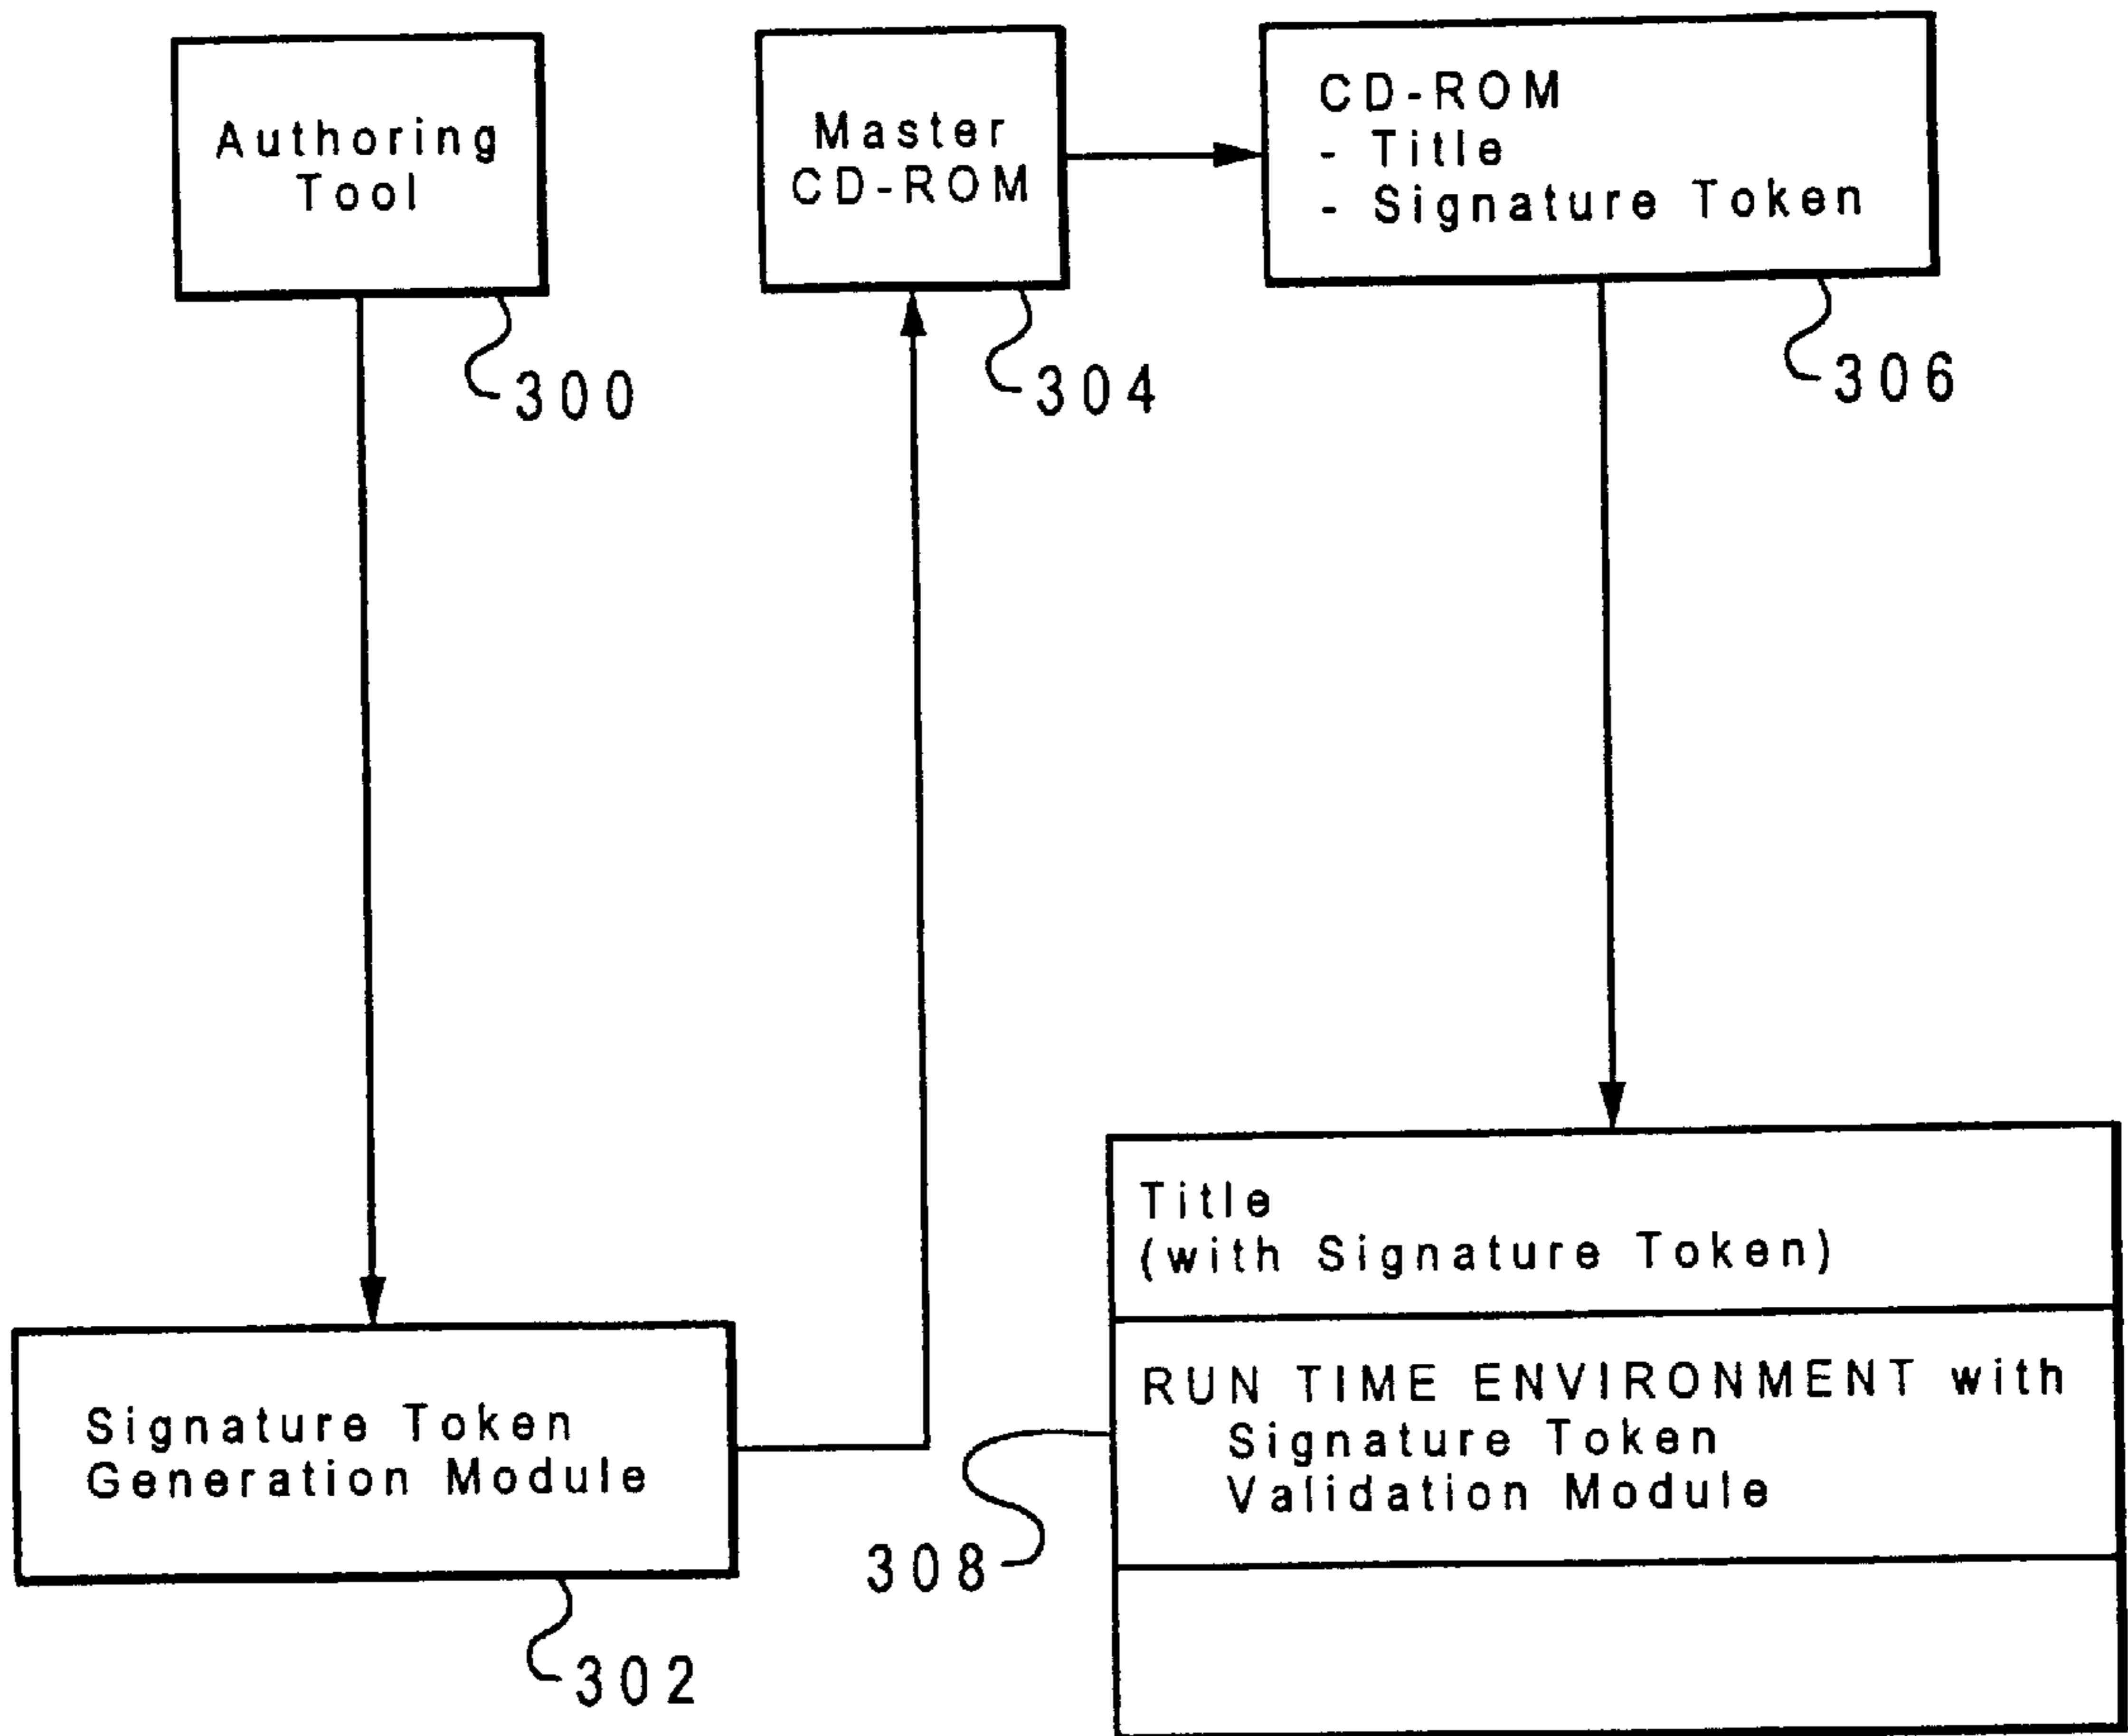 Authoring
Tool
300
Master
CD-ROM
304
CD-ROM
- Title
- Signature Token
306
Signature Token
Generation Module
302
Title
(with Signature Token)
RUN TIME ENVIRONMENT with
Signature Token
Validation Module
308